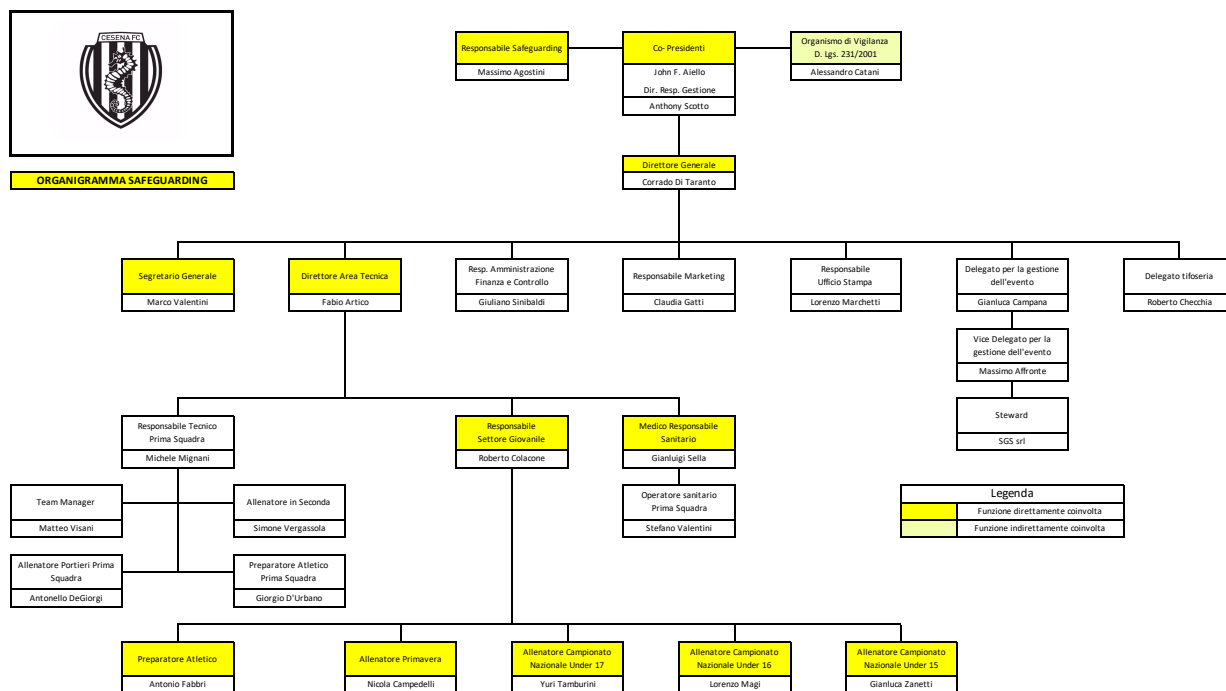 CESENA FC
ORGANIGRAMMA SAFEGUARDING
Responsabile Safeguarding
Massimo Agostini
Co- Presidenti
John F. Aiello
Dir. Resp. Gestione
Anthony Scotto
Organismo di Vigilanza
D. Lgs. 231/2001
Alessandro Catani
Direttore Generale
Corrado Di Taranto
Segretario Generale
Marco Valentini
Direttore Area Tecnica
Fabio Artico
Resp. Amministrazione
Finanza e Controllo
Giuliano Sinibaldi
Responsabile Marketing
Claudia Gatti
Responsabile
Ufficio Stampa
Lorenzo Marchetti
Delegato per la gestione
dell'evento
Gianluca Campana
Delegato tifoseria
Roberto Checchia
Vice Delegato per la
gestione dell'evento
Massimo Affronte
Steward
SGS srl
Responsabile Tecnico
Prima Squadra
Michele Mignani
Responsabile
Settore Giovanile
Roberto Colacone
Medico Responsabile
Sanitario
Gianluigi Sella
Team Manager
Matteo Visani
Allenatore in Seconda
Simone Vergassola
Operatore sanitario
Prima Squadra
Stefano Valentini
Legenda
Funzione direttamente coinvolta
Funzione indirettamente coinvolta
Allenatore Portieri Prima
Squadra
Antonello DeGiorgi
Preparatore Atletico
Prima Squadra
Giorgio D'Urbano
Preparatore Atletico
Antonio Fabbri
Allenatore Primavera
Nicola Campedelli
Allenatore Campionato
Nazionale Under 17
Yuri Tamburini
Allenatore Campionato
Nazionale Under 16
Lorenzo Magi
Allenatore Campionato
Nazionale Under 15
Gianluca Zanetti